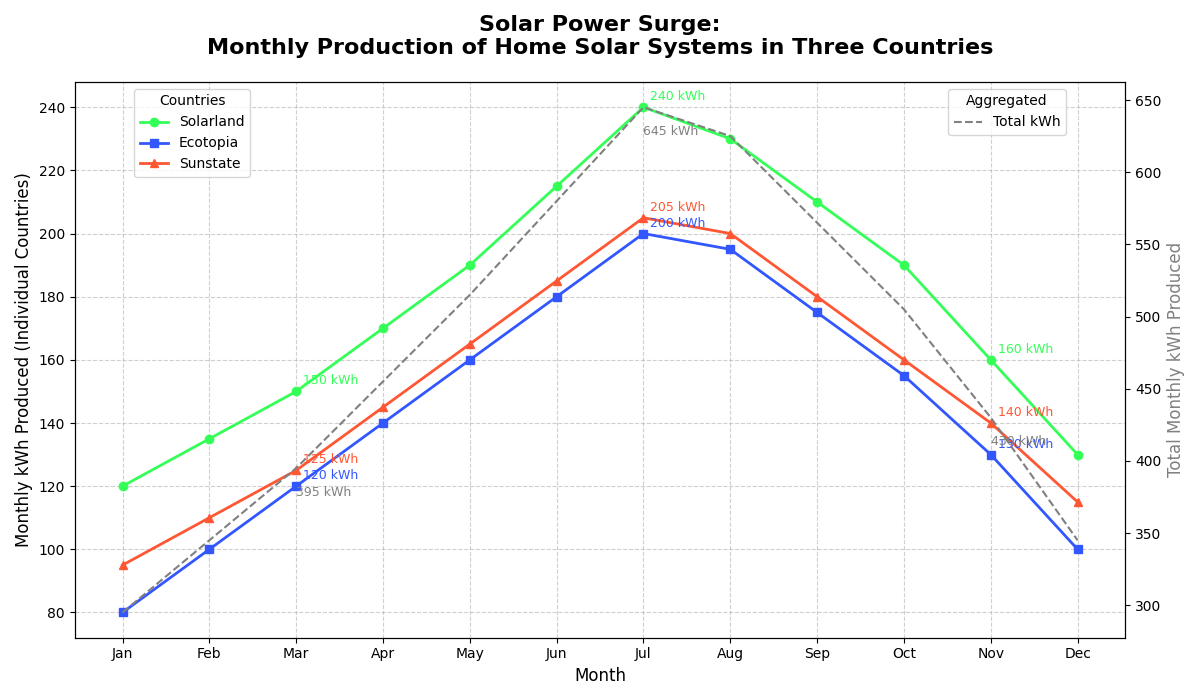 Solar Power Surge:
Monthly Production of Home Solar Systems in Three Countries
Monthly kWh Produced (Individual Countries)
240
220
200
180
160
140
120
100
80
Countries
Solarland
Ecotopia
Sunstate
Aggregated
Total kWh
240 kWh
645 kWh
205 kWh
200 kWh
150 kWh
125 kWh
120 kWh
395 kWh
160 kWh
140 kWh
130 kWh
430 kWh
650
600
550
500
450
400
350
300
Total Monthly kWh Produced
Jan Feb Mar Apr May Jun Jul Aug Sep Oct Nov Dec
Month